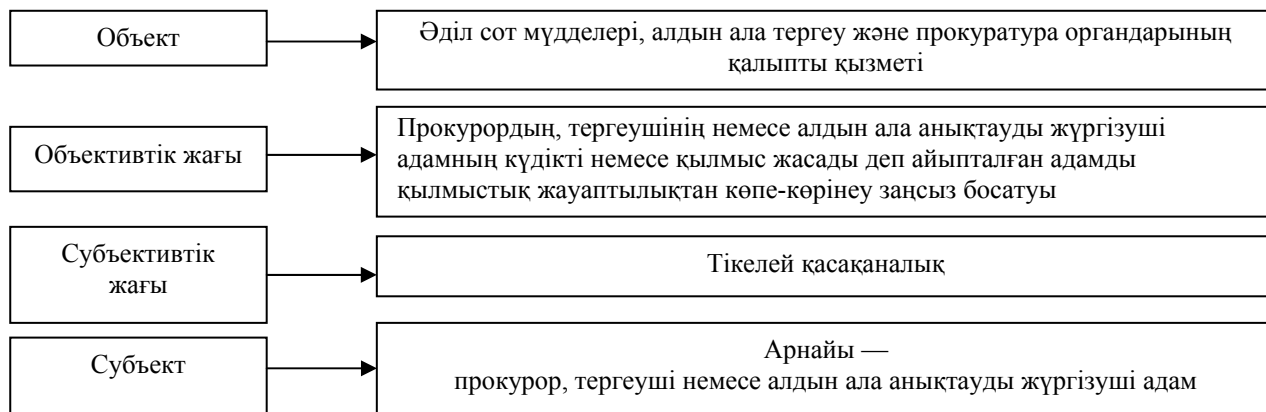 Объект
Әділ сот мүдделері, алдын ала тергеу және прокуратура органдарының
қалыпты қызметі
Объективтік жағы
Прокурордың, тергеушінің немесе алдын ала анықтауды жүргізуші
адамның күдікті немесе қылмыс жасады деп айыпталған адамды
қылмыстық жауаптылықтан көпе-көрінеу заңсыз босатуы
Субъективтік
жағы
Тікелей қасақаналық
Субъект
Арнайы —
прокурор, тергеуші немесе алдын ала анықтауды жүргізуші адам